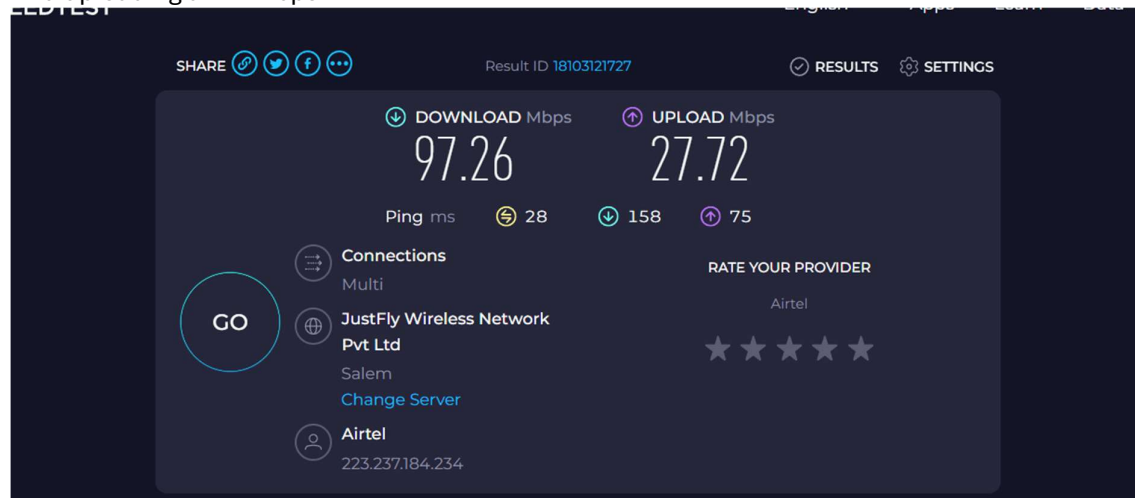 SHARE
Result ID 18103121727
RESULTS
SETTINGS
DOWNLOAD Mbps
UPLOAD Mbps
97.26
27.72
Ping ms 28 158 75
Connections
Multi
RATE YOUR PROVIDER
Airtel
GO
JustFly Wireless Network
Pvt Ltd
Salem
Change Server
Airtel
223.237.184.234